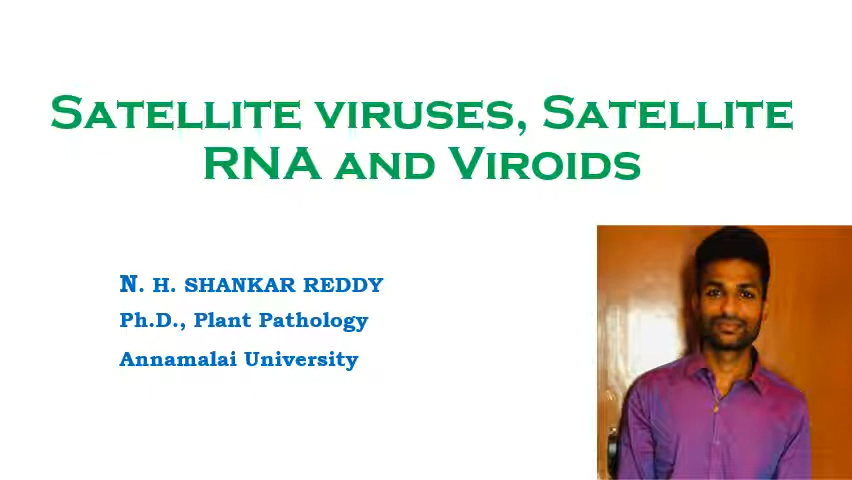 Satellite viruses, Satellite
RNA and Viroids
N. H. SHANKAR REDDY
Ph.D., Plant Pathology
Annamalai University